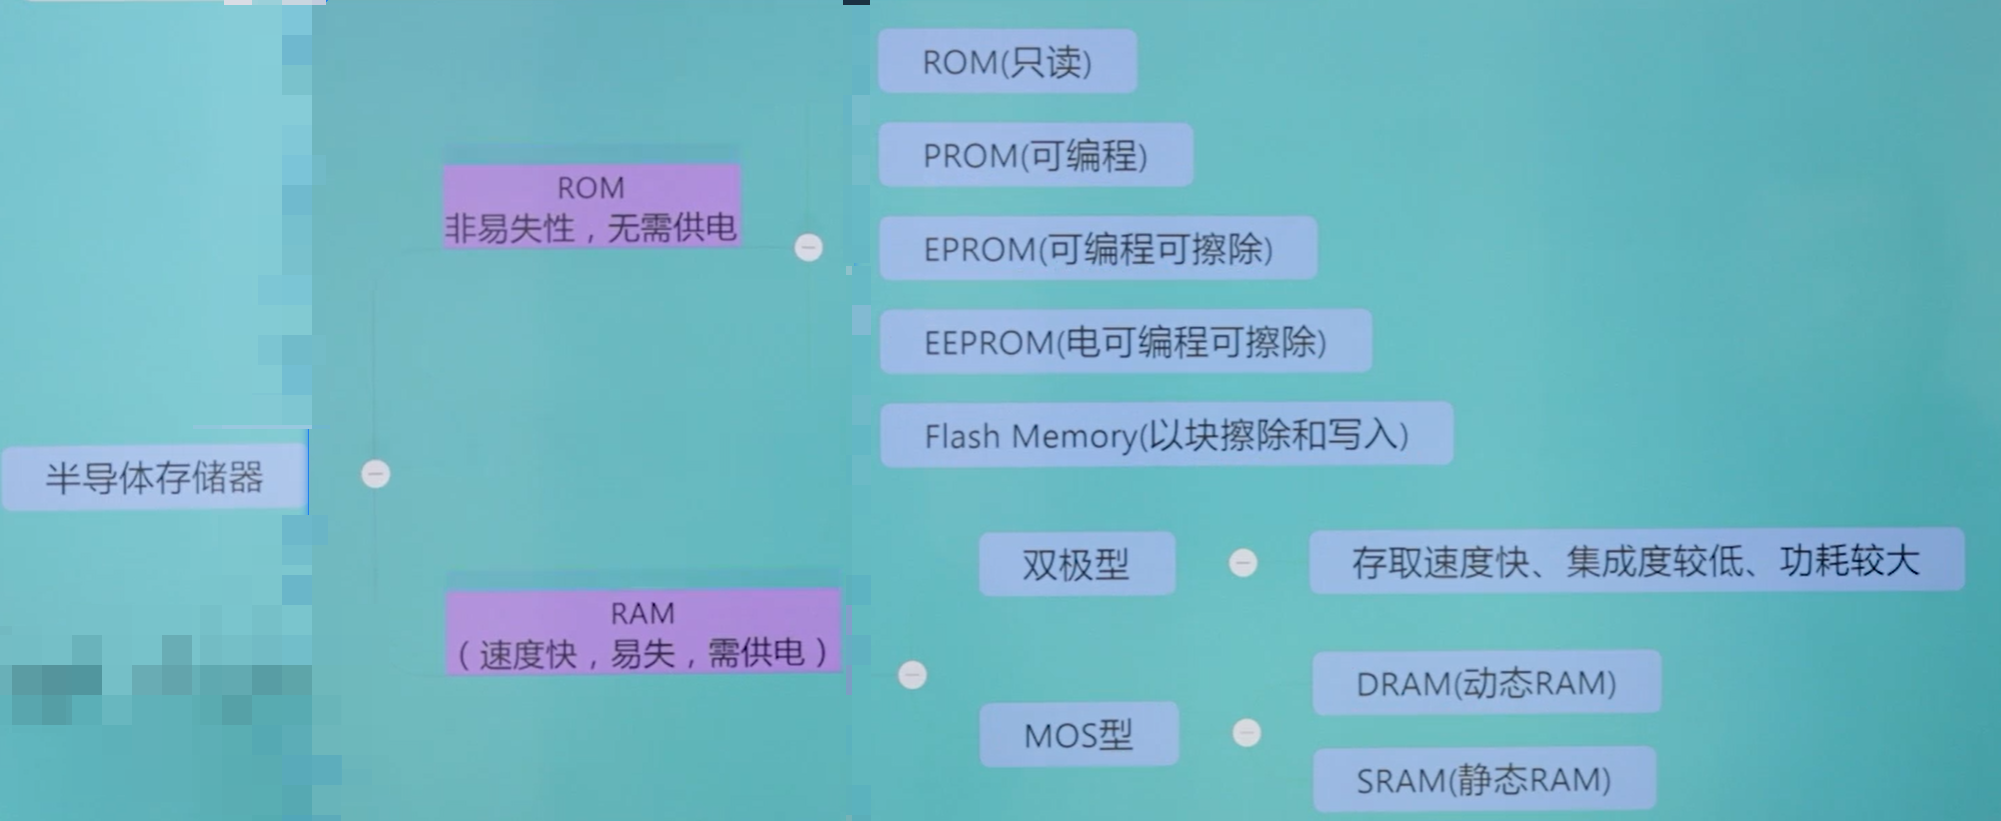 半导体存储器
ROM
非易失性，无需供电
ROM(只读)
PROM(可编程)
EPROM(可编程可擦除)
EEPROM(电可编程可擦除)
Flash Memory(以块擦除和写入)
RAM
（速度快，易失，需供电）
双极型
存取速度快、集成度较低、功耗较大
MOS型
DRAM(动态RAM)
SRAM(静态RAM)